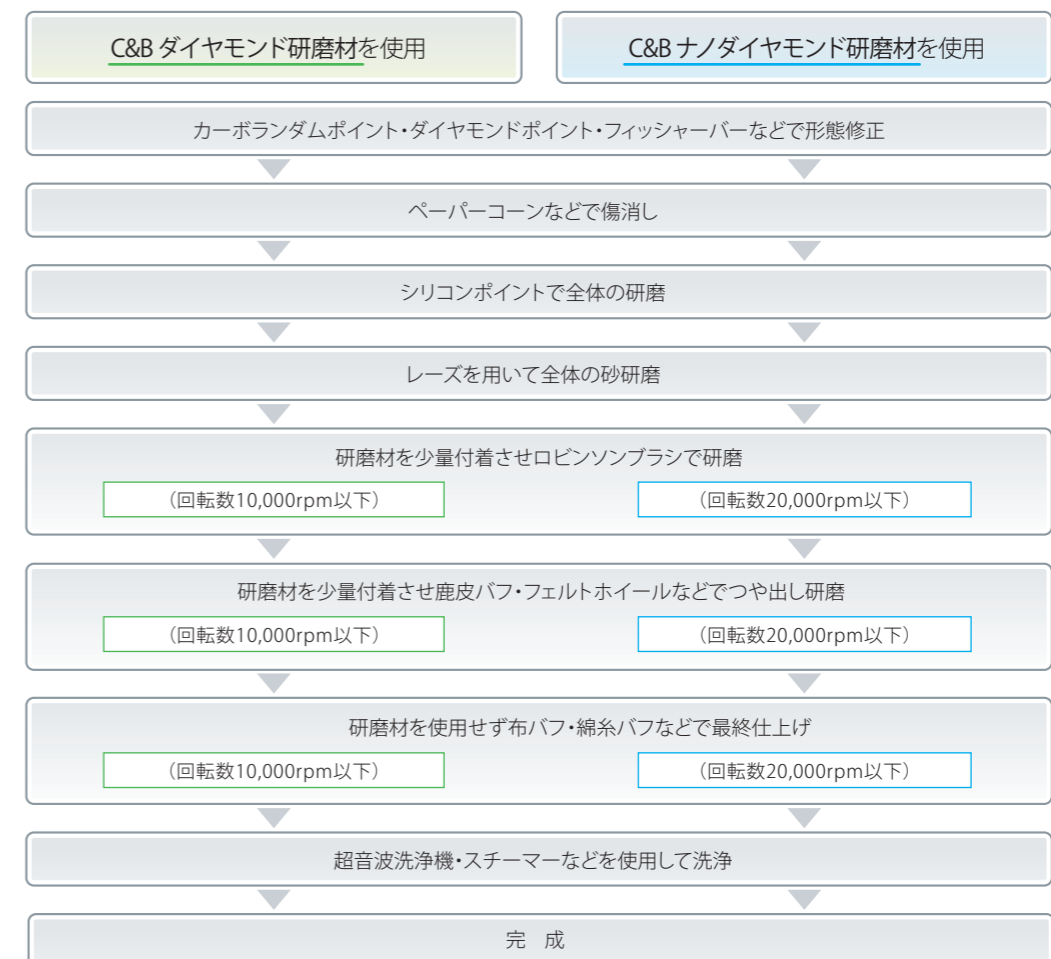 C&B ダイヤモンド研磨材を使用
C&B ナノダイヤモンド研磨材を使用
カーボランダムポイント・ダイヤモンドポイント・フィッシャーバーなどで形態修正
ペーパーコーンなどで傷消し
シリコンポイントで全体の研磨
レーズを用いて全体の砂研磨
研磨材を少量付着させロビンソンブラシで研磨
（回転数10,000rpm以下）
（回転数20,000rpm以下）
研磨材を少量付着させ鹿皮バフ・フェルトホイールなどでつや出し研磨
（回転数10,000rpm以下）
（回転数20,000rpm以下）
研磨材を使用せず布バフ・綿糸バフなどで最終仕上げ
（回転数10,000rpm以下）
（回転数20,000rpm以下）
超音波洗浄機・スチーマーなどを使用して洗浄
完　成